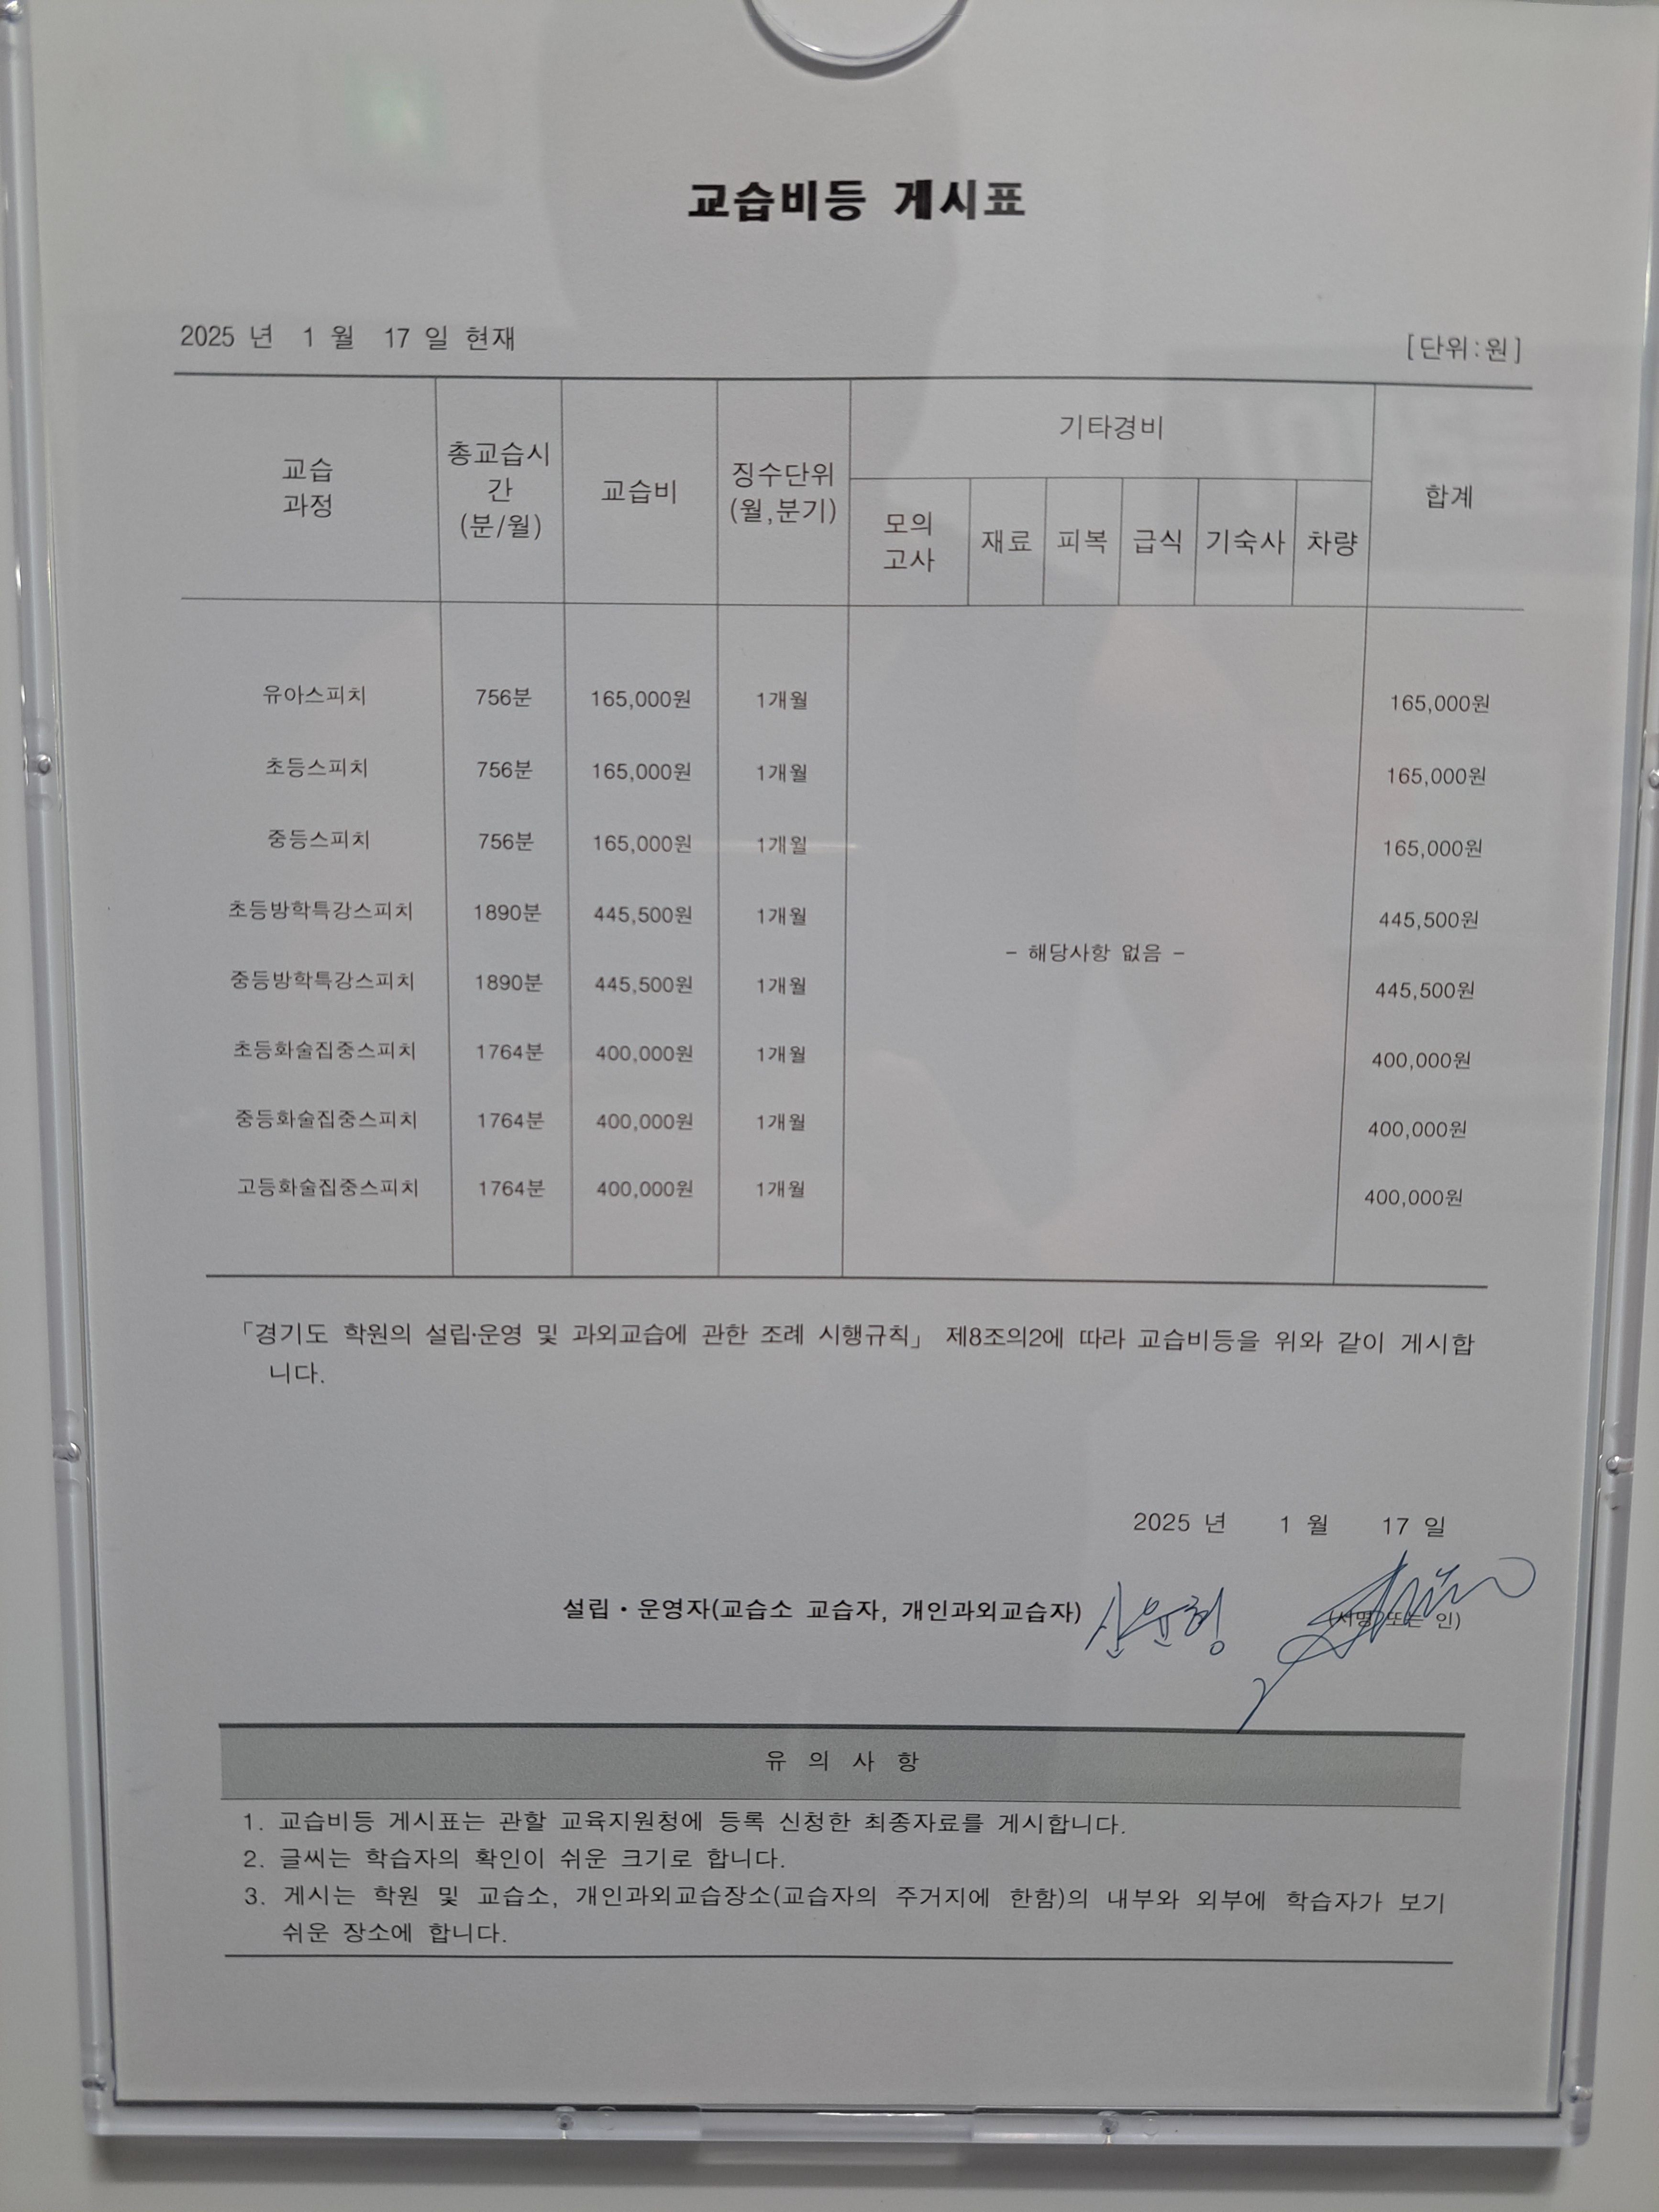 교습비등 게시표
2025 년 1 월 17 일 현재
[단위:원]
교습 과정 총교습시간 (분/월) 교습비 징수단위 (월,분기) 기타경비 합계
모의 고사 재료 피복 급식 기숙사 차량
유아스피치 756분 165,000원 1개월 165,000원
초등스피치 756분 165,000원 1개월 165,000원
중등스피치 756분 165,000원 1개월 165,000원
초등방학특강스피치 1890분 445,500원 1개월 445,500원
- 해당사항 없음 -
중등방학특강스피치 1890분 445,500원 1개월 445,500원
초등화술집중스피치 1764분 400,000원 1개월 400,000원
중등화술집중스피치 1764분 400,000원 1개월 400,000원
고등화술집중스피치 1764분 400,000원 1개월 400,000원
「경기도 학원의 설립·운영 및 과외교습에 관한 조례 시행규칙」 제8조의2에 따라 교습비등을 위와 같이 게시합
니다.
2025 년 1 월 17 일
설립·운영자(교습소 교습자, 개인과외교습자) (서명 또는 인)
유 의 사 항
1. 교습비등 게시표는 관할 교육지원청에 등록 신청한 최종자료를 게시합니다.
2. 글씨는 학습자의 확인이 쉬운 크기로 합니다.
3. 게시는 학원 및 교습소, 개인과외교습장소(교습자의 주거지에 한함)의 내부와 외부에 학습자가 보기
쉬운 장소에 합니다.